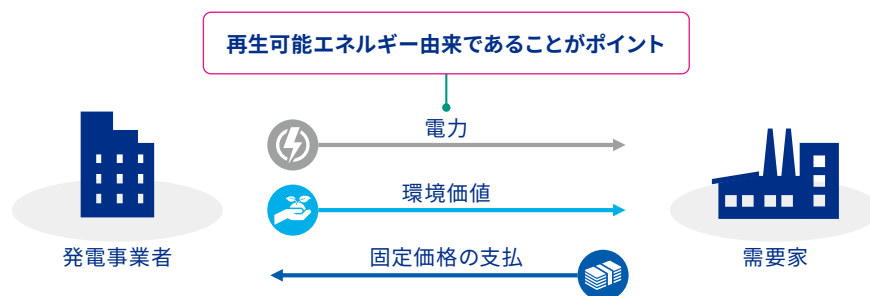 再生可能エネルギー由来であることがポイント
電力
環境価値
発電事業者
固定価格の支払
需要家